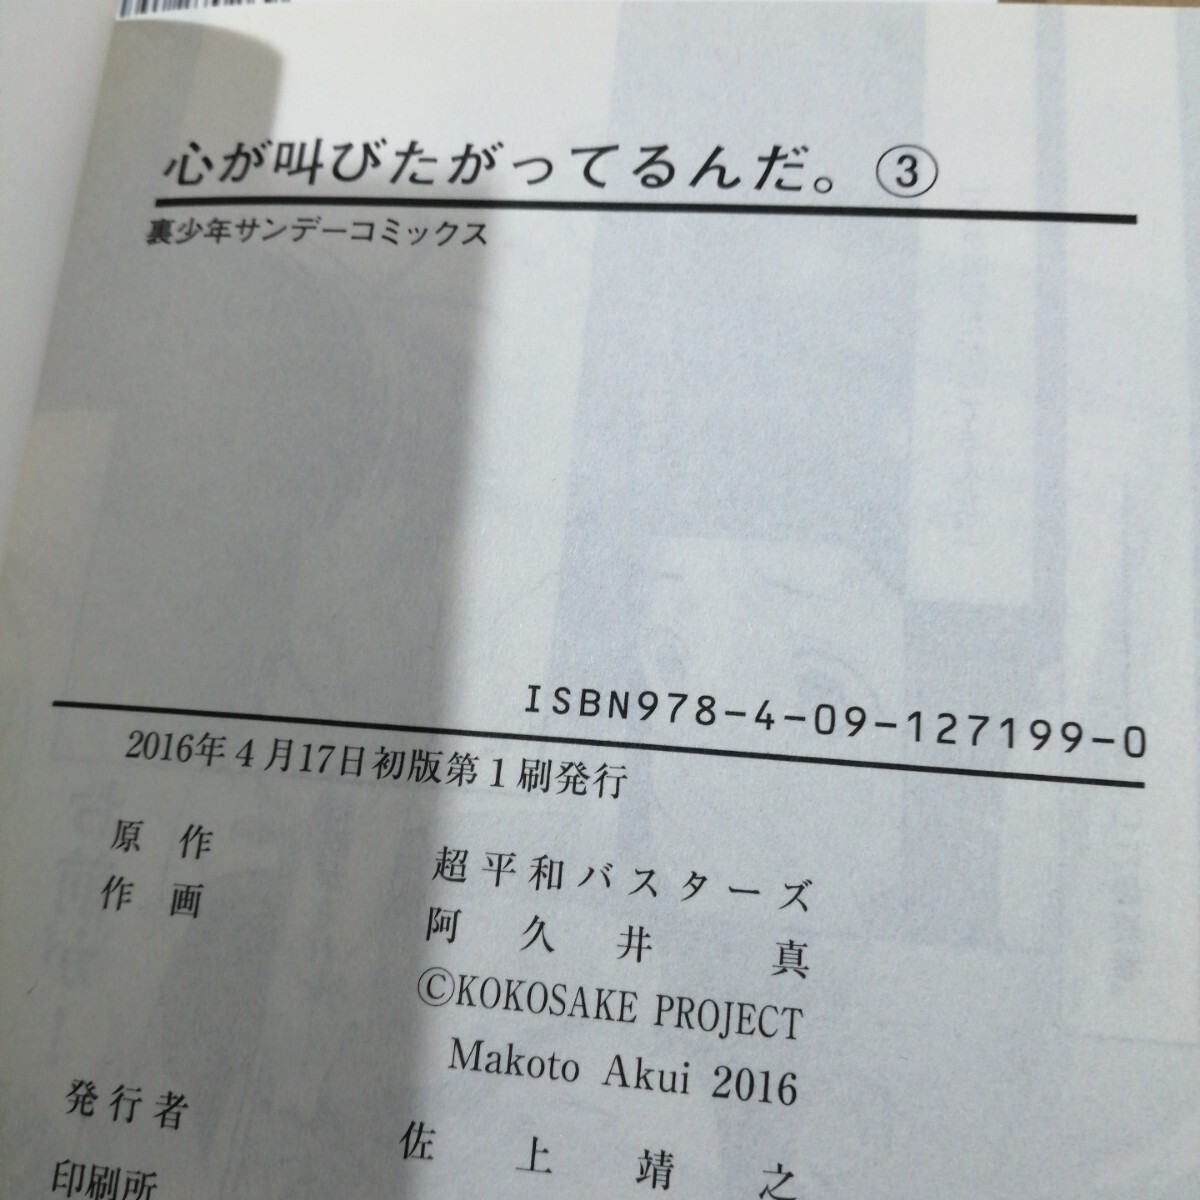 心が叫びたがってるんだ。③
裏少年サンデーコミックス
ISBN978-4-09-127199-0
2016年4月17日初版第1刷発行
原作 超平和バスターズ
作画 阿久井真
©KOKOSAKE PROJECT
Makoto Akui 2016
発行者 佐上靖之
印刷所